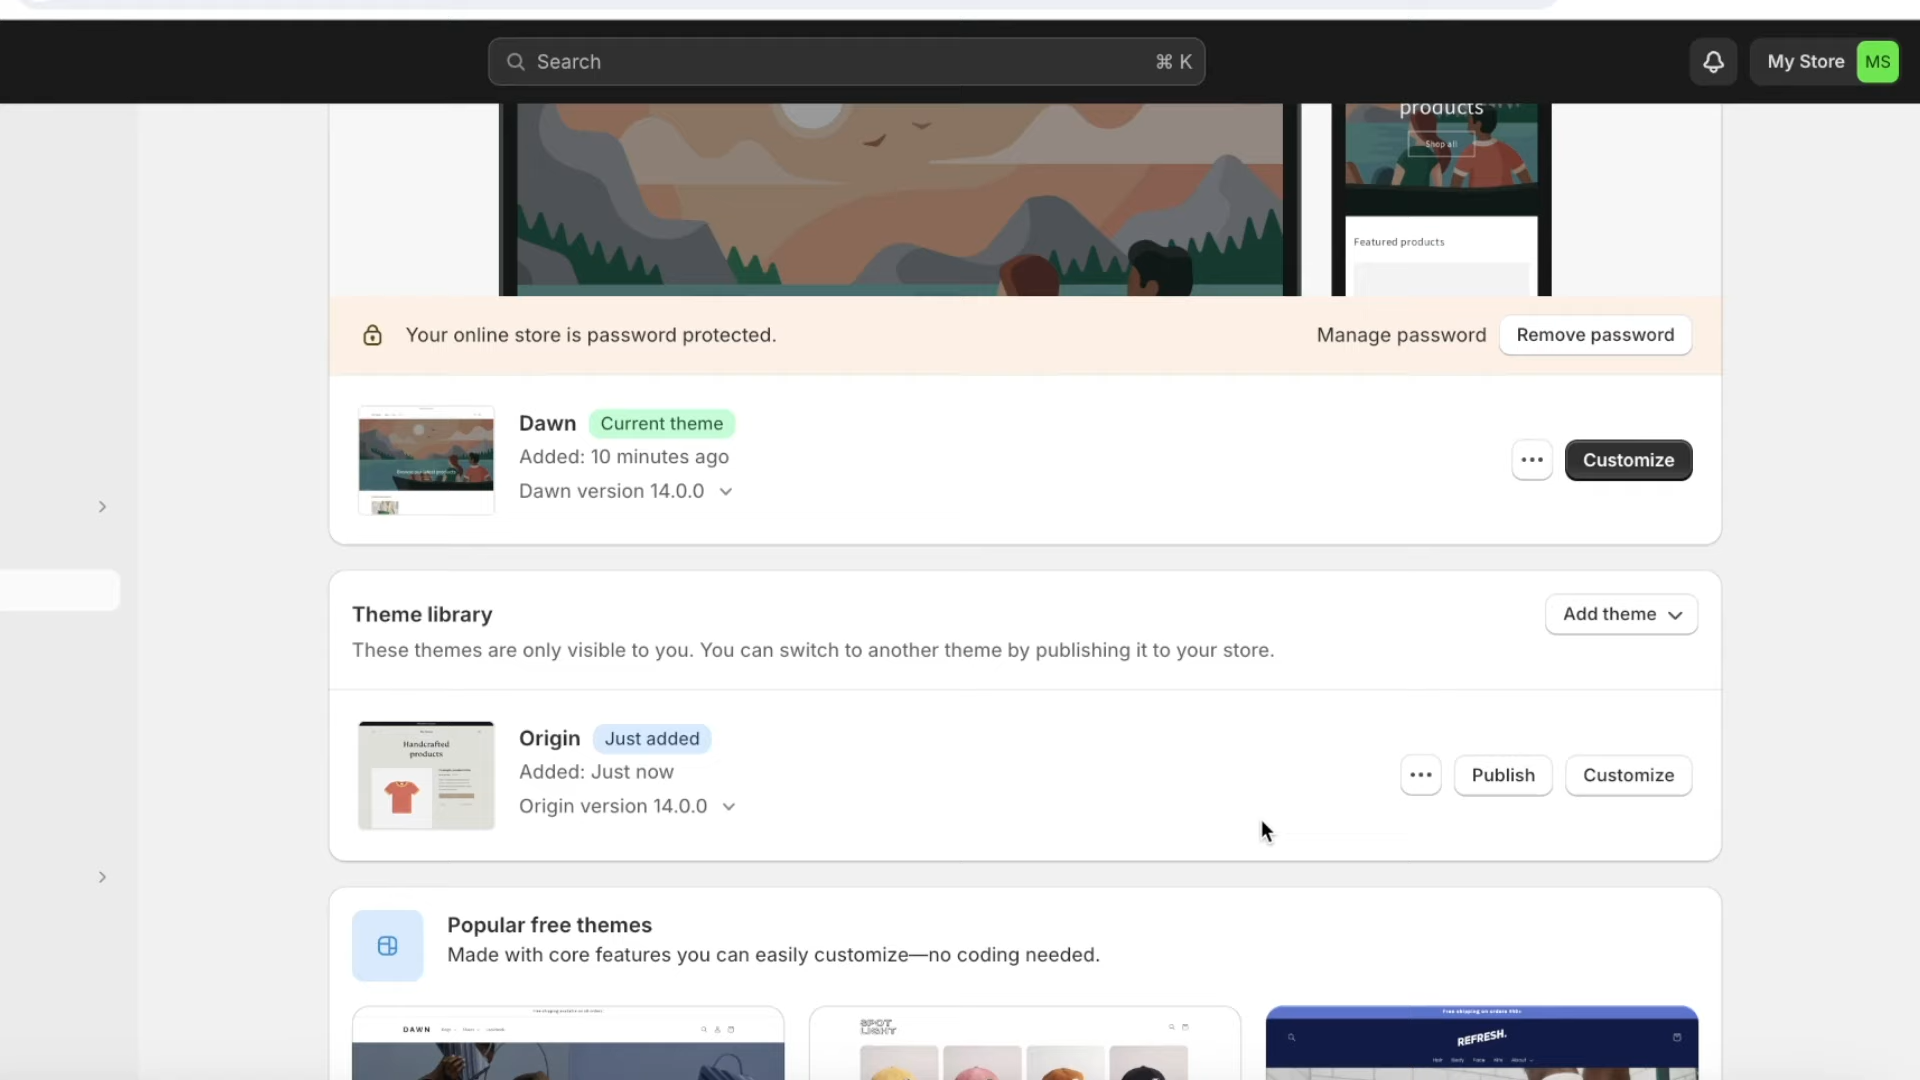 Search
⌘ K
My Store
MS
products
Shop all
Featured products
Your online store is password protected.
Manage password
Remove password
Dawn
Current theme
Added: 10 minutes ago
Dawn version 14.0.0
Customize
Theme library
Add theme
These themes are only visible to you. You can switch to another theme by publishing it to your store.
Handcrafted
products
Origin
Just added
Added: Just now
Origin version 14.0.0
Publish
Customize
Popular free themes
Made with core features you can easily customize—no coding needed.
DAWN
SPOT
LIGHT
REFRESH.